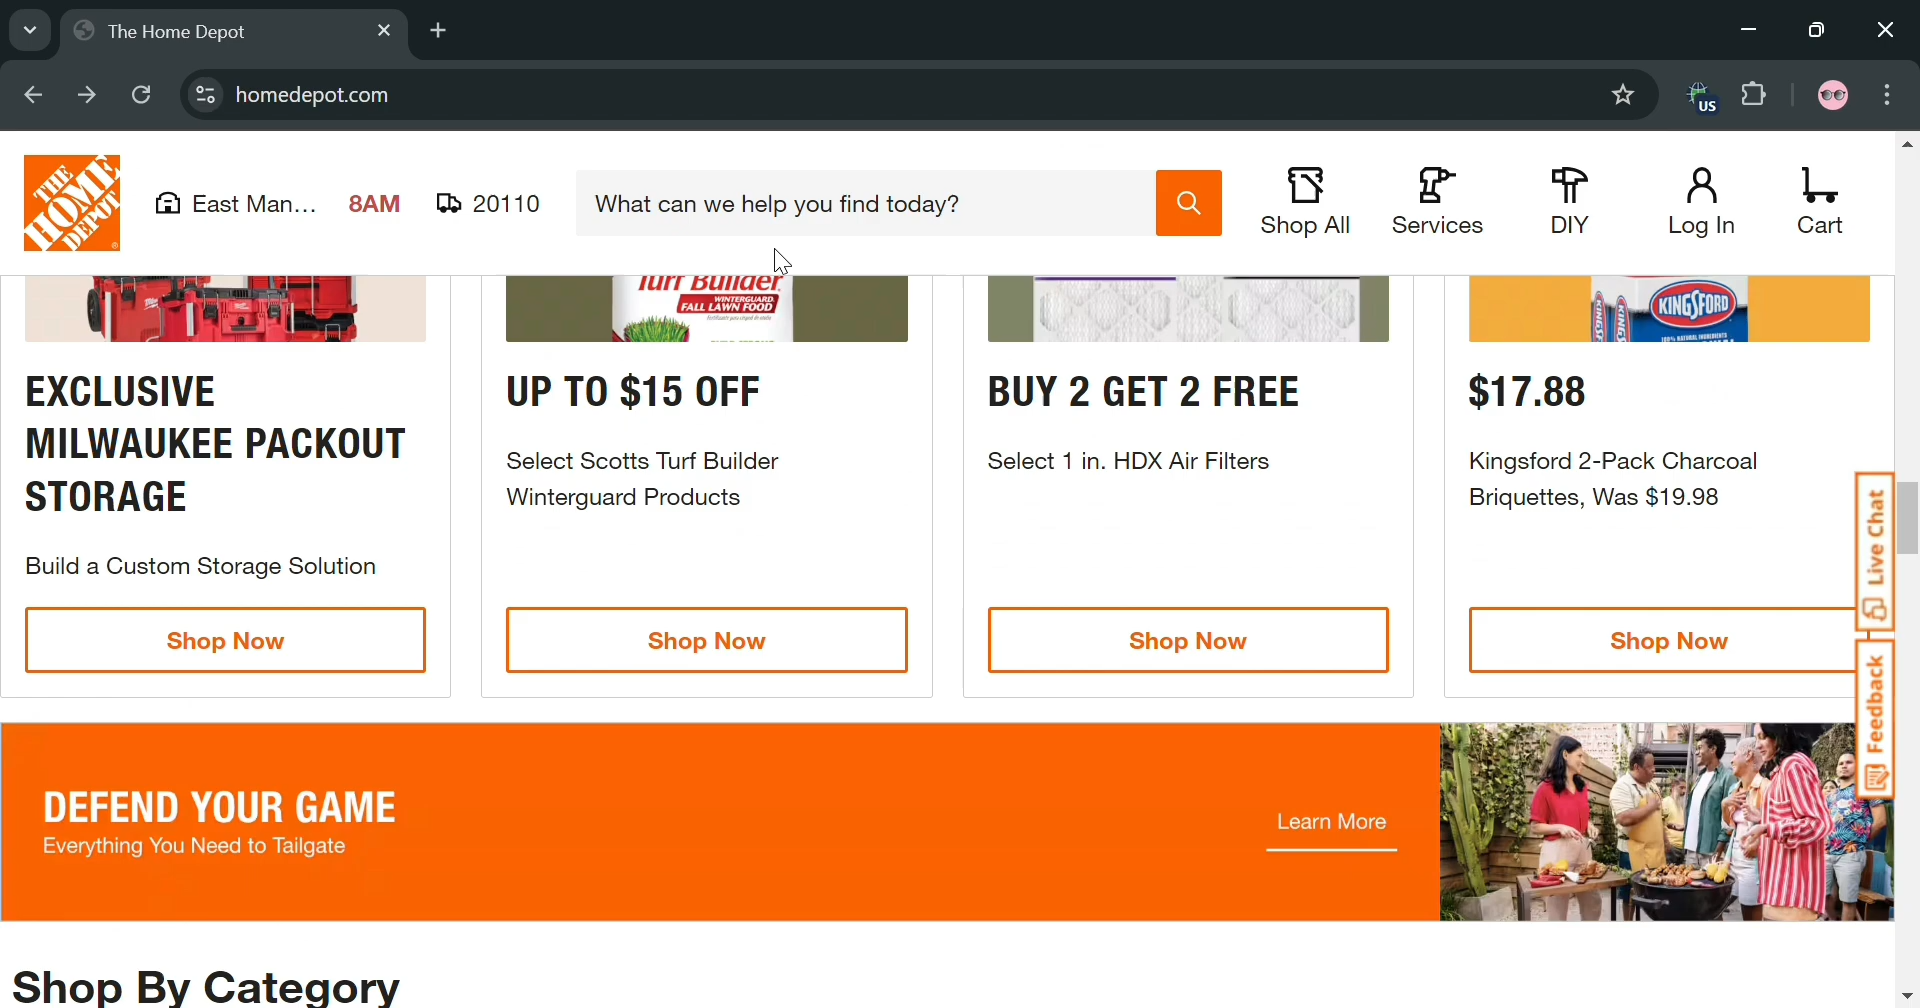 The Home Depot
homedepot.com
US
THE HOME DEPOT
East Man...
8AM
20110
What can we help you find today?
Shop All
Services
DIY
Log In
Cart
Turf Builder
WINTERGUARD
FALL LAWN FOOD
KINGSFORD
EXCLUSIVE
MILWAUKEE PACKOUT
STORAGE
Build a Custom Storage Solution
Shop Now
UP TO $15 OFF
Select Scotts Turf Builder
Winterguard Products
Shop Now
BUY 2 GET 2 FREE
Select 1 in. HDX Air Filters
Shop Now
$17.88
Kingsford 2-Pack Charcoal
Briquettes, Was $19.98
Shop Now
Live Chat
Feedback
DEFEND YOUR GAME
Everything You Need to Tailgate
Learn More
Shop By Category